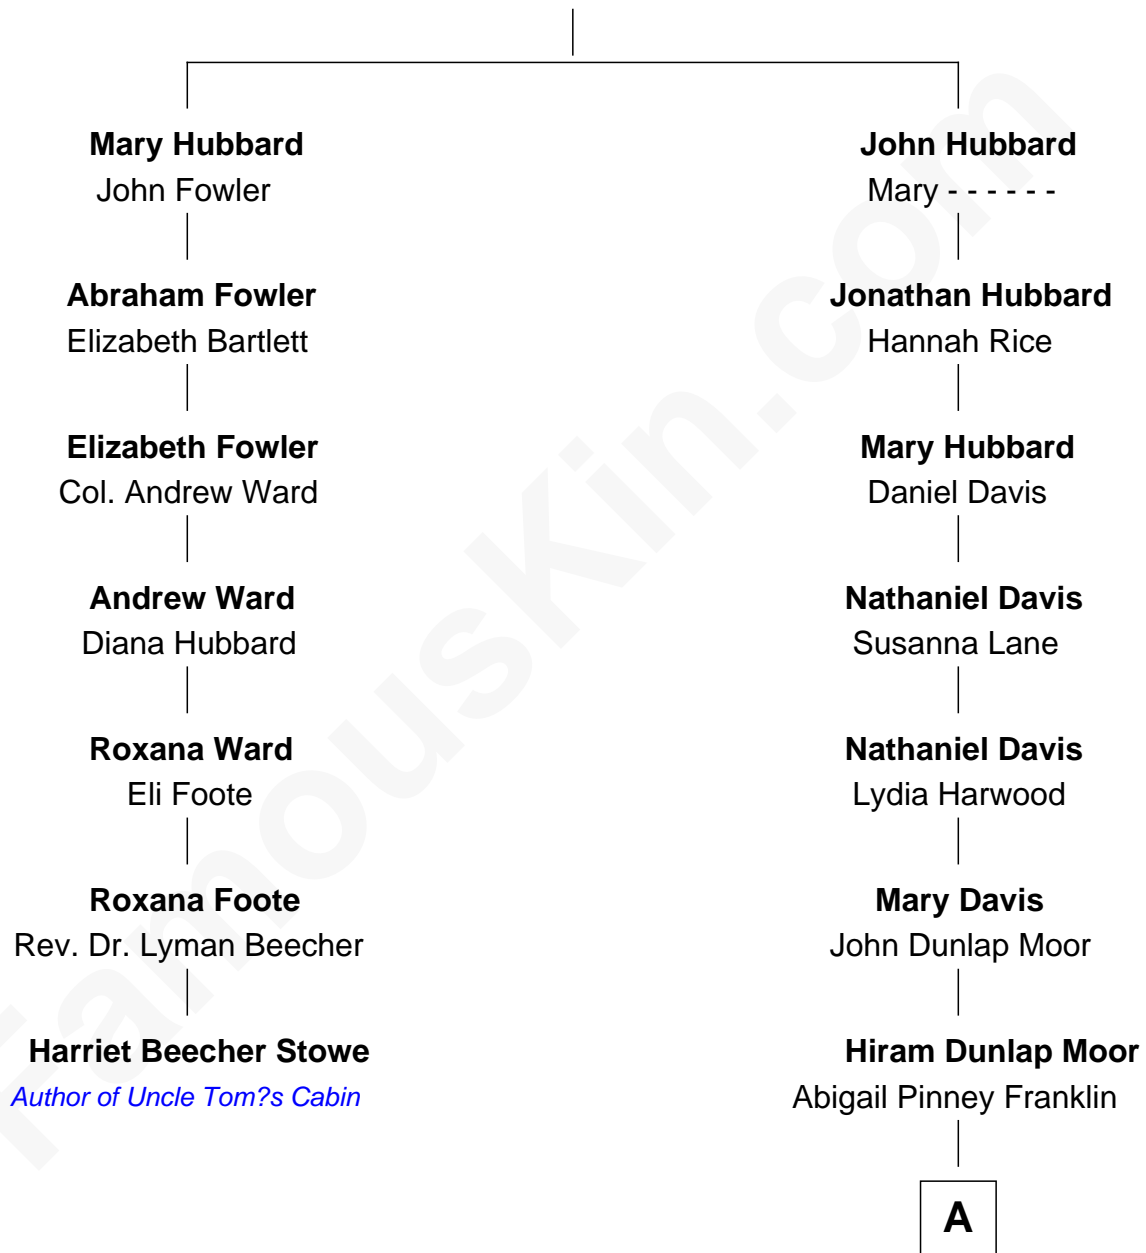 Mary Hubbard
John Fowler
Abraham Fowler
Elizabeth Bartlett
Elizabeth Fowler
Col. Andrew Ward
Andrew Ward
Diana Hubbard
Roxana Ward
Eli Foote
Roxana Foote
Rev. Dr. Lyman Beecher
Harriet Beecher Stowe
Author of Uncle Tom?s Cabin
John Hubbard
Mary - - - - - -
Jonathan Hubbard
Hannah Rice
Mary Hubbard
Daniel Davis
Nathaniel Davis
Susanna Lane
Nathaniel Davis
Lydia Harwood
Mary Davis
John Dunlap Moor
Hiram Dunlap Moor
Abigail Pinney Franklin
A
FamousKin.com